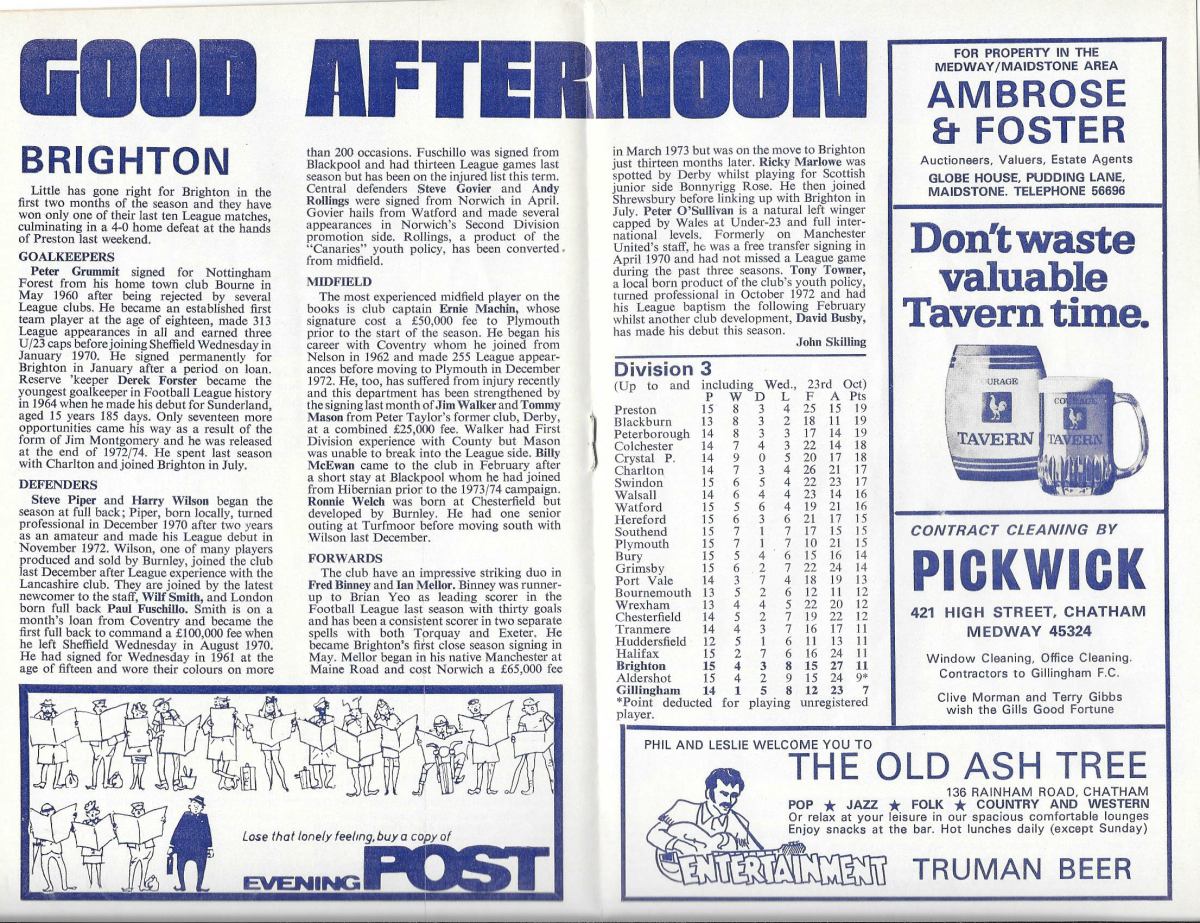 GOOD AFTERNOON
BRIGHTON
Little has gone right for Brighton in the
first two months of the season and they have
won only one of their last ten League matches,
culminating in a 4-0 home defeat at the hands
of Preston last weekend.
GOALKEEPERS
Peter Grummit signed for Nottingham
Forest from his home town club Bourne in
May 1960 after being rejected by several
League clubs. He became an established first
team player at the age of eighteen, made 313
League appearances in all and earned three
U/23 caps before joining Sheffield Wednesday in
January 1970. He signed permanently for
Brighton in January after a period on loan.
Reserve 'keeper Derek Forster became the
youngest goalkeeper in Football League history
in 1964 when he made his debut for Sunderland,
aged 15 years 185 days. Only seventeen more
opportunities came his way as a result of the
form of Jim Montgomery and he was released
at the end of 1972/74. He spent last season
with Charlton and joined Brighton in July.
DEFENDERS
Steve Piper and Harry Wilson began the
season at full back; Piper, born locally, turned
professional in December 1970 after two years
as an amateur and made his League debut in
November 1972. Wilson, one of many players
produced and sold by Burnley, joined the club
last December after League experience with the
Lancashire club. They are joined by the latest
newcomer to the staff, Wilf Smith, and London
born full back Paul Fuschillo. Smith is on a
month's loan from Coventry and became the
first full back to command a £100,000 fee when
he left Sheffield Wednesday in August 1970.
He had signed for Wednesday in 1961 at the
age of fifteen and wore their colours on more
than 200 occasions. Fuschillo was signed from
Blackpool and had thirteen League games last
season but has been on the injured list this term.
Central defenders Steve Govier and Andy
Rollings were signed from Norwich in April.
Govier hails from Watford and made several
appearances in Norwich's Second Division
promotion side. Rollings, a product of the
"Canaries" youth policy, has been converted
from midfield.
MIDFIELD
The most experienced midfield player on the
books is club captain Ernie Machin, whose
signature cost a £50,000 fee to Plymouth
prior to the start of the season. He began his
career with Coventry whom he joined from
Nelson in 1962 and made 255 League appear-
ances before moving to Plymouth in December
1972. He, too, has suffered from injury recently
and this department has been strengthened by
the signing last month of Jim Walker and Tommy
Mason from Peter Taylor's former club, Derby,
at a combined £25,000 fee. Walker had First
Division experience with County but Mason
was unable to break into the League side. Billy
McEwan came to the club in February after
a short stay at Blackpool whom he had joined
from Hibernian prior to the 1973/74 campaign.
Ronnie Welch was born at Chesterfield but
developed by Burnley. He had one senior
outing at Turfmoor before moving south with
Wilson last December.
FORWARDS
The club have an impressive striking duo in
Fred Binney and Ian Mellor. Binney was runner-
up to Brian Yeo as leading scorer in the
Football League last season with thirty goals
and has been a consistent scorer in two separate
spells with both Torquay and Exeter. He
became Brighton's first close season signing in
May. Mellor began in his native Manchester at
Maine Road and cost Norwich a £65,000 fee
in March 1973 but was on the move to Brighton
just thirteen months later. Ricky Marlowe was
spotted by Derby whilst playing for Scottish
junior side Bonnyrigg Rose. He then joined
Shrewsbury before linking up with Brighton in
July. Peter O'Sullivan is a natural left winger
capped by Wales at Under-23 and full inter-
national levels. Formerly on Manchester
United's staff, he was a free transfer signing in
April 1970 and had not missed a League game
during the past three seasons. Tony Towner,
a local born product of the club's youth policy,
turned professional in October 1972 and had
his League baptism the following February
whilst another club development, David Busby,
has made his debut this season.
John Skilling
Division 3
(Up to and including Wed., 23rd Oct)
P W D L F A Pts
Preston 15 8 3 4 25 15 19
Blackburn 13 8 3 2 18 11 19
Peterborough 14 8 3 3 17 14 19
Colchester 14 7 4 3 22 14 18
Crystal P. 14 9 0 5 20 17 18
Charlton 14 7 3 4 26 21 17
Swindon 15 6 5 4 22 23 17
Walsall 14 6 4 4 23 14 16
Watford 15 5 6 4 19 21 16
Hereford 15 6 3 6 21 17 15
Southend 15 7 1 7 17 15 15
Plymouth 15 7 1 7 10 21 15
Bury 15 5 4 6 15 16 14
Grimsby 15 6 2 7 22 24 14
Port Vale 14 3 7 4 18 19 13
Bournemouth 13 5 2 6 12 11 12
Wrexham 13 4 4 5 22 20 12
Chesterfield 14 5 2 7 19 22 12
Tranmere 14 4 3 7 16 17 11
Huddersfield 12 5 1 6 11 13 11
Halifax 15 2 7 6 16 24 11
Brighton 15 4 3 8 15 27 11
Aldershot 15 4 2 9 15 24 9*
Gillingham 14 1 5 8 12 23 7
*Point deducted for playing unregistered
player.
FOR PROPERTY IN THE
MEDWAY/MAIDSTONE AREA
AMBROSE
& FOSTER
Auctioneers, Valuers, Estate Agents
GLOBE HOUSE, PUDDING LANE,
MAIDSTONE. TELEPHONE 56696
Don't waste
valuable
Tavern time.
COURAGE
TAVERN
COURAGE
TAVERN
CONTRACT CLEANING BY
PICKWICK
421 HIGH STREET, CHATHAM
MEDWAY 45324
Window Cleaning, Office Cleaning.
Contractors to Gillingham F.C.
Clive Morman and Terry Gibbs
wish the Gills Good Fortune
Lose that lonely feeling, buy a copy of
EVENING POST
PHIL AND LESLIE WELCOME YOU TO
THE OLD ASH TREE
136 RAINHAM ROAD, CHATHAM
POP ★ JAZZ ★ FOLK ★ COUNTRY AND WESTERN
Or relax at your leisure in our spacious comfortable lounges
Enjoy snacks at the bar. Hot lunches daily (except Sunday)
ENTERTAINMENT
TRUMAN BEER